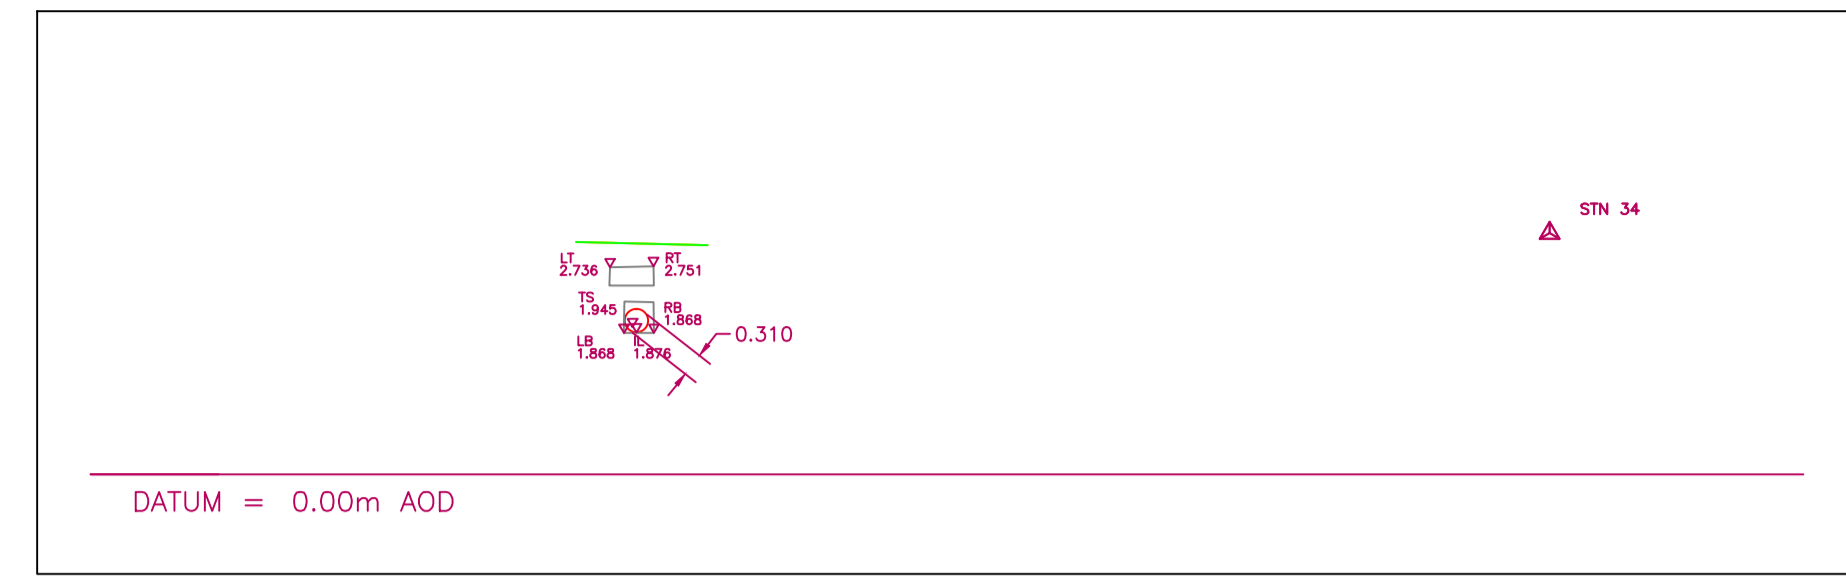 STN 34
LT
2.736
RT
2.751
TS
1.945
RB
1.868
0.310
LB
1.868
IL
1.876
DATUM = 0.00m AOD